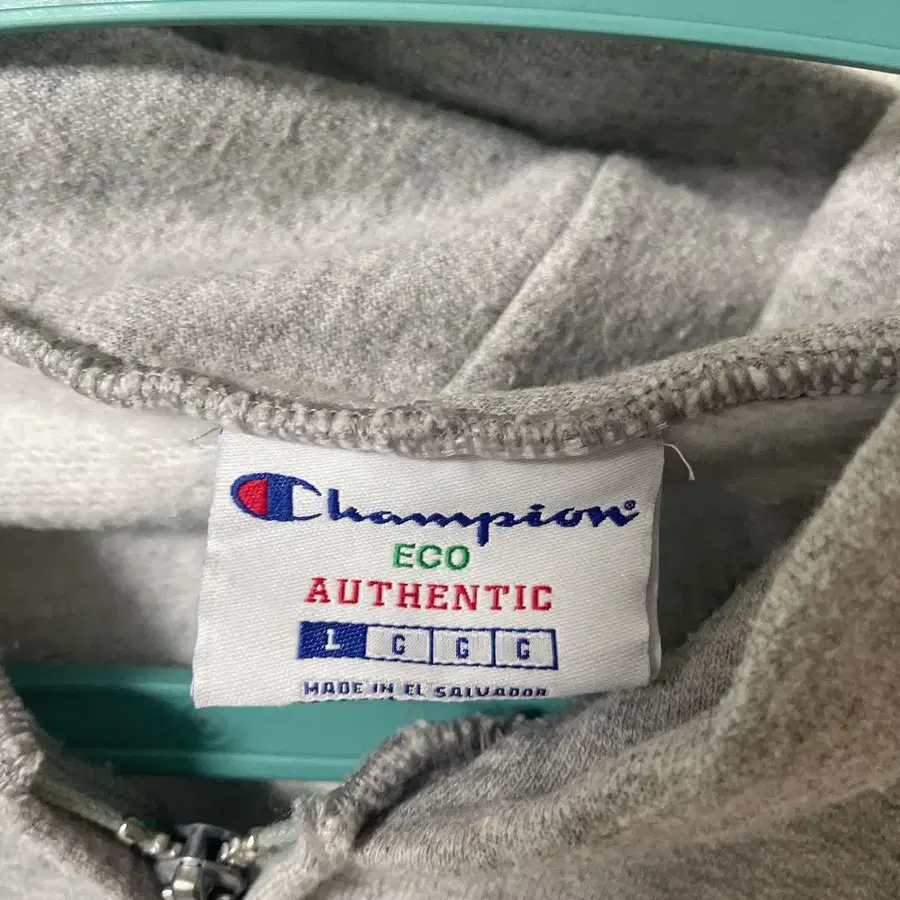 Champion®
ECO
AUTHENTIC
L G G G
MADE IN EL SALVADOR